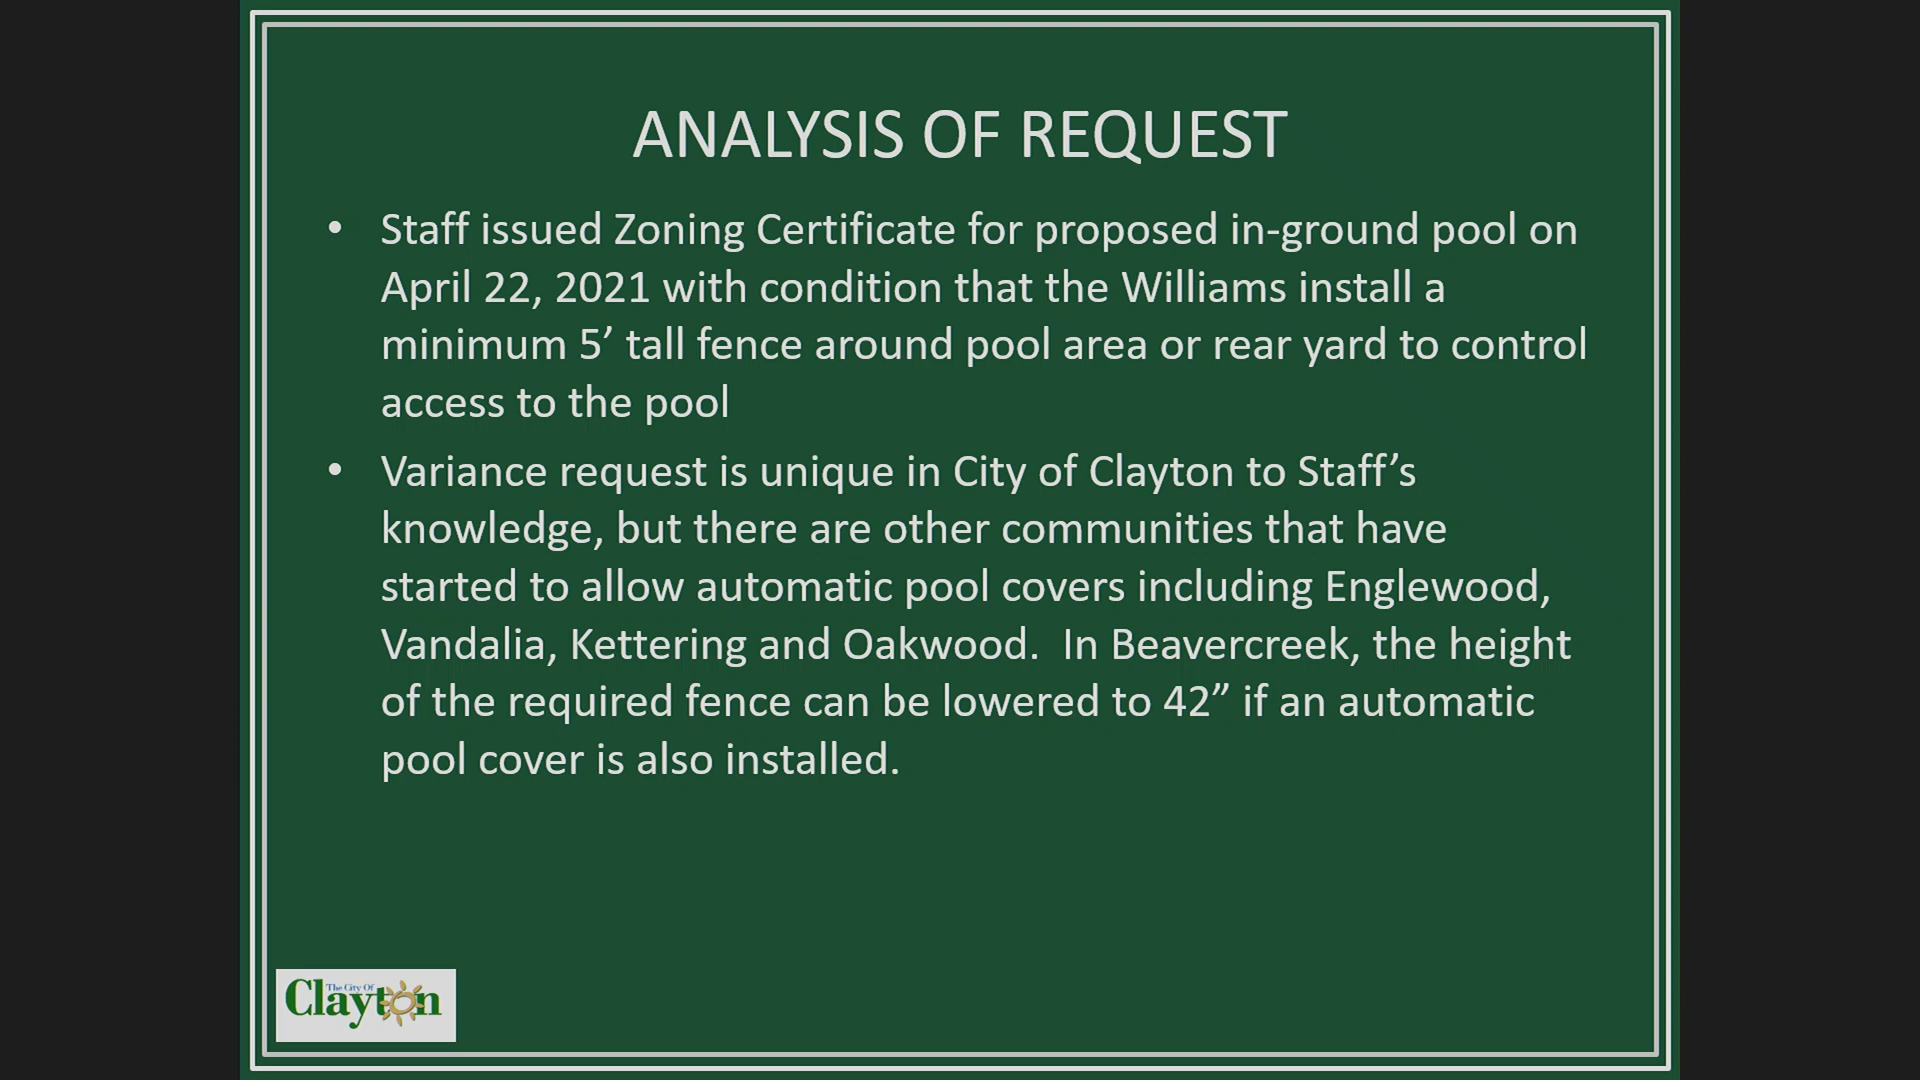 ANALYSIS OF REQUEST
• Staff issued Zoning Certificate for proposed in-ground pool on
April 22, 2021 with condition that the Williams install a
minimum 5’ tall fence around pool area or rear yard to control
access to the pool
• Variance request is unique in City of Clayton to Staff’s
knowledge, but there are other communities that have
started to allow automatic pool covers including Englewood,
Vandalia, Kettering and Oakwood.  In Beavercreek, the height
of the required fence can be lowered to 42” if an automatic
pool cover is also installed.
The City Of
Clayton